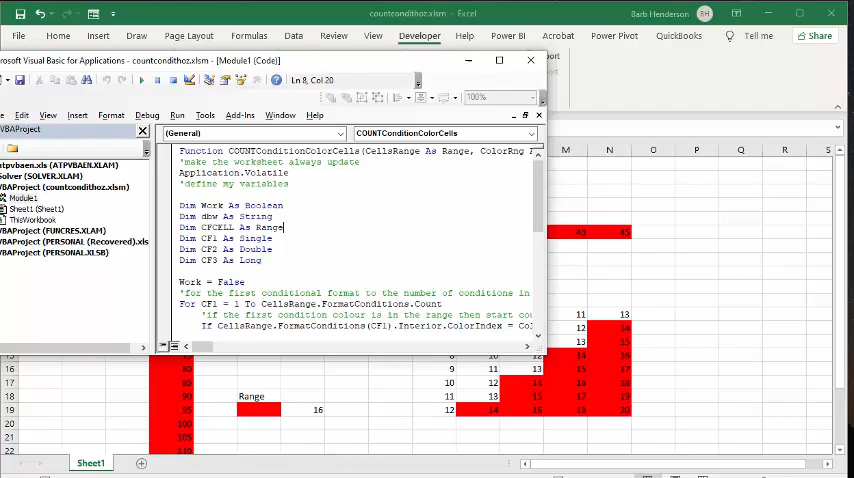 countcondithoz.xlsm - Excel
Barb Henderson
BH
File Home Insert Draw Page Layout Formulas Data Review View Developer Help Power BI Acrobat Power Pivot QuickBooks Tell me Share
rosoft Visual Basic for Applications - countcondithoz.xlsm - [Module1 (Code)]
Ln 8, Col 20
100%
Edit View Insert Format Debug Run Tools Add-Ins Window Help
VBAProject
atpvbaen.xls (ATPVBAEN.XLAM)
Solver (SOLVER.XLAM)
VBAProject (countcondithoz.xlsm)
Module1
Sheet1 (Sheet1)
ThisWorkbook
VBAProject (FUNCRES.XLAM)
VBAProject (PERSONAL (Recovered).xls
VBAProject (PERSONAL.XLSB)
(General) COUNTConditionColorCells
Function COUNTConditionColorCells(CellsRange As Range, ColorRng A
'make the worksheet always update
Application.Volatile
'define my variables
Dim Work As Boolean
Dim dbw As String
Dim CFCELL As Range
Dim CF1 As Single
Dim CF2 As Double
Dim CF3 As Long
Work = False
'for the first conditional format to the number of conditions in
For CF1 = 1 To CellsRange.FormatConditions.Count
'if the first condition colour is in the range then start cou
If CellsRange.FormatConditions(CF1).Interior.ColorIndex = Col
M N O P Q R S
40 45
11 13
12 14
13 15
80 9 10 12 14 16
16 85 9 11 13 15 17
17 80 10 12 14 16 18
18 90 Range 11 13 15 17 19
19 95 16 12 14 16 18 20
20 100
21 105
22 110
Sheet1